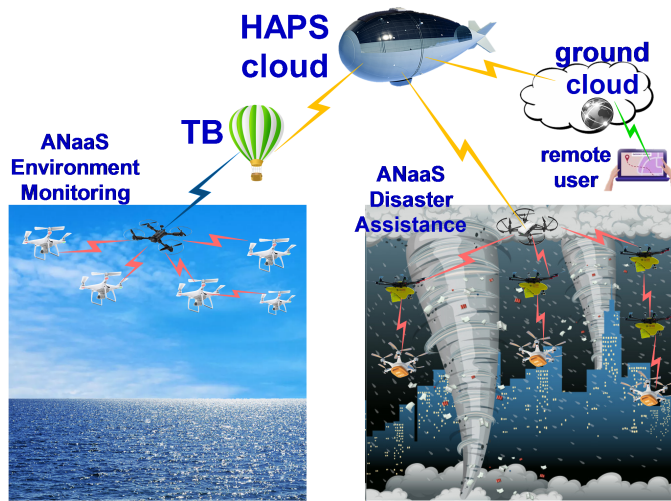 HAPS
cloud
ground
cloud
TB
remote
user
ANaaS
Environment
Monitoring
ANaaS
Disaster
Assistance